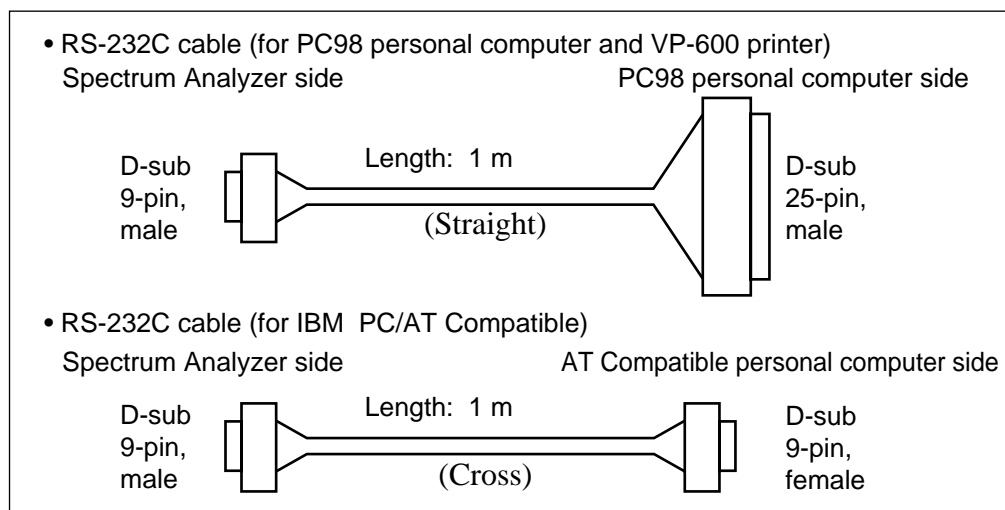 • RS-232C cable (for PC98 personal computer and VP-600 printer)
Spectrum Analyzer side
PC98 personal computer side
D-sub
9-pin,
male
Length: 1 m
(Straight)
D-sub
25-pin,
male
• RS-232C cable (for IBM PC/AT Compatible)
Spectrum Analyzer side
AT Compatible personal computer side
D-sub
9-pin,
male
Length: 1 m
(Cross)
D-sub
9-pin,
female